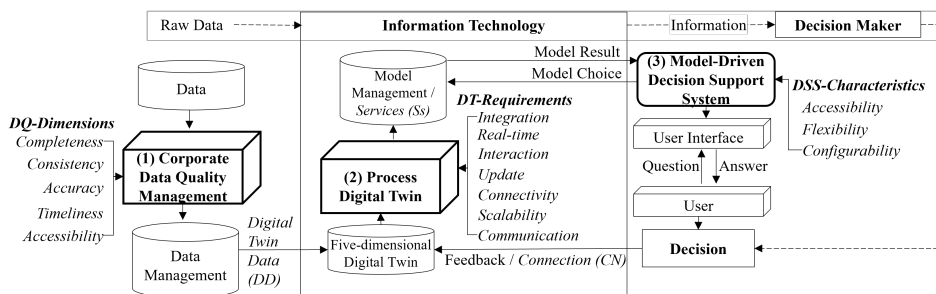 Raw Data
Information Technology
Information
Decision Maker
Data
DQ-Dimensions
Completeness
Consistency
Accuracy
Timeliness
Accessibility
(1) Corporate
Data Quality
Management
Data
Management
Digital
Twin
Data
(DD)
Model
Management /
Services (Ss)
Model Result
Model Choice
DT-Requirements
Integration
Real-time
Interaction
Update
Connectivity
Scalability
Communication
(2) Process
Digital Twin
Five-dimensional
Digital Twin
Feedback / Connection (CN)
(3) Model-Driven
Decision Support
System
DSS-Characteristics
Accessibility
Flexibility
Configurability
User Interface
Question
Answer
User
Decision